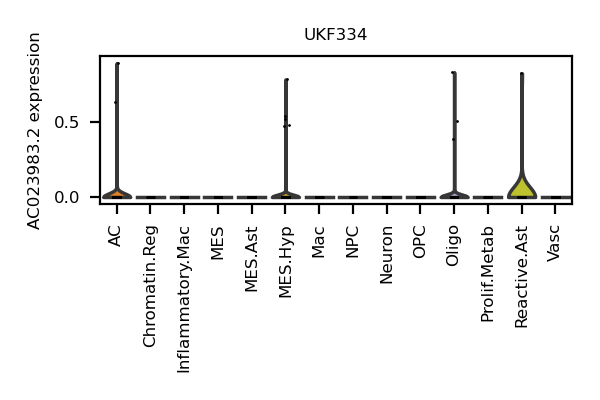 UKF334
AC023983.2 expression
0.5
0.0
AC
Chromatin.Reg
Inflammatory.Mac
MES
MES.Ast
MES.Hyp
Mac
NPC
Neuron
OPC
Oligo
Prolif.Metab
Reactive.Ast
Vasc